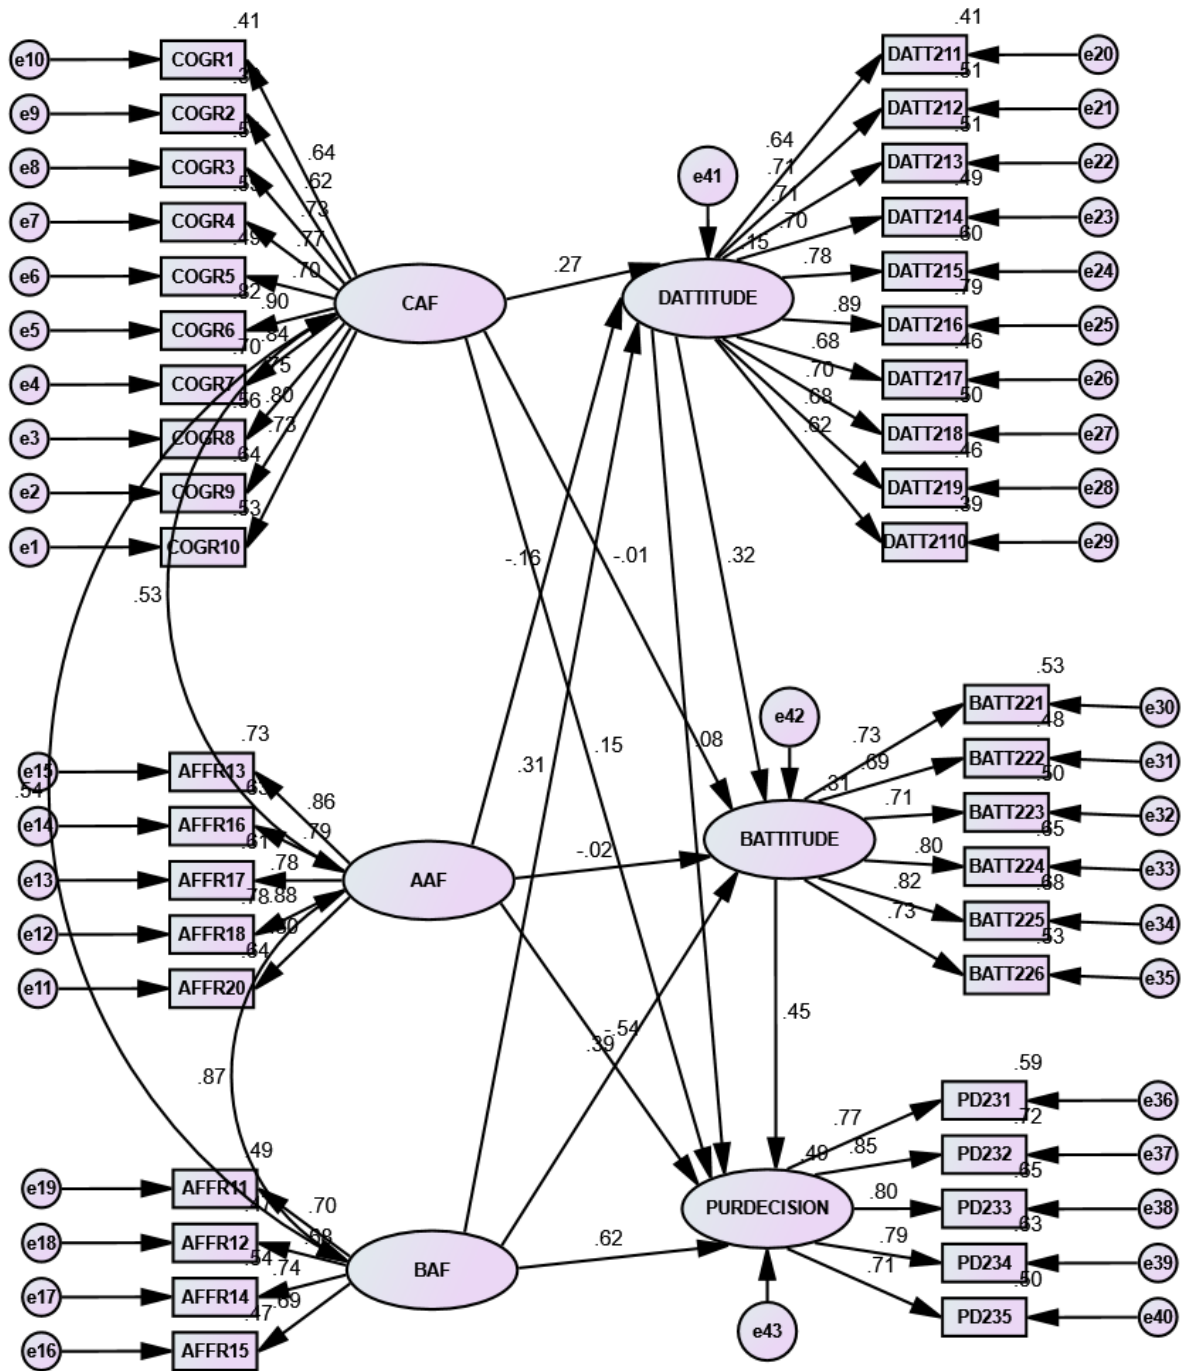 .41
e10 COGR1
e9 COGR2
e8 COGR3
e7 COGR4
.49
e6 COGR5
.82
e5 COGR6
.70
e4 COGR7
.56
e3 COGR8
.64
e2 COGR9
.53
e1 COGR10
.64
.62
.73
.77
.70
.90
.84
.75
.80
.73
CAF
.27
e41
.15
DATTITUDE
.41
DATT211 e20
.51
DATT212 e21
.51
DATT213 e22
.49
DATT214 e23
.60
DATT215 e24
.79
DATT216 e25
.46
DATT217 e26
.50
DATT218 e27
.46
DATT219 e28
.39
DATT2110 e29
.64
.71
.71
.70
.78
.89
.68
.70
.68
.62
.53
-.16
-.01
.32
.54
.73
e15 AFFR13
.63
e14 AFFR16
.61
e13 AFFR17
.78
e12 AFFR18
.64
e11 AFFR20
.86
.79
.78
.88
AAF
.31
.15
.08
-.02
e42
.31
BATTITUDE
.53
BATT221 e30
.48
BATT222 e31
.50
BATT223 e32
.65
BATT224 e33
.68
BATT225 e34
.53
BATT226 e35
.73
.69
.71
.80
.82
.73
.87
.39
-.54
.45
.49
e19 AFFR11
e18 AFFR12
.54
e17 AFFR14
.47
e16 AFFR15
.70
.68
.74
.69
BAF
.62
.49
PURDECISION
e43
.59
PD231 e36
.72
PD232 e37
.65
PD233 e38
.63
PD234 e39
.50
PD235 e40
.77
.85
.80
.79
.71